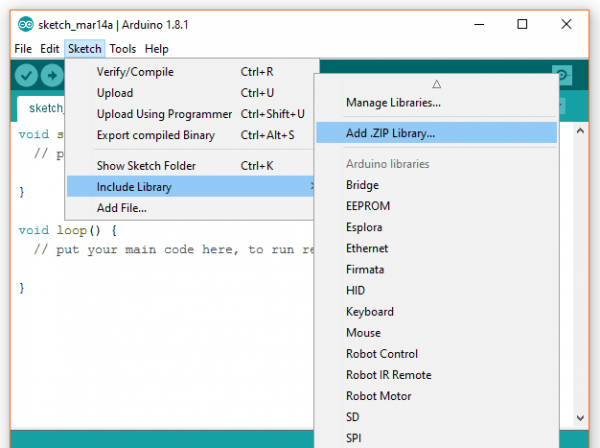 sketch_mar14a | Arduino 1.8.1
File Edit Sketch Tools Help
Verify/Compile Ctrl+R
Upload Ctrl+U
Upload Using Programmer Ctrl+Shift+U
Export compiled Binary Ctrl+Alt+S
Show Sketch Folder Ctrl+K
Include Library
Add File...
Manage Libraries...
Add .ZIP Library...
Arduino libraries
Bridge
EEPROM
Esplora
Ethernet
Firmata
HID
Keyboard
Mouse
Robot Control
Robot IR Remote
Robot Motor
SD
SPI
sketch_
void s
// p
}
void loop() {
// put your main code here, to run re
}